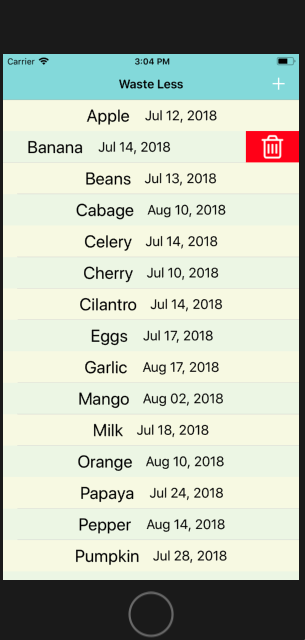 Carrier 3:04 PM
Waste Less +
Apple Jul 12, 2018
Banana Jul 14, 2018
Beans Jul 13, 2018
Cabage Aug 10, 2018
Celery Jul 14, 2018
Cherry Jul 10, 2018
Cilantro Jul 14, 2018
Eggs Jul 17, 2018
Garlic Aug 17, 2018
Mango Aug 02, 2018
Milk Jul 18, 2018
Orange Aug 10, 2018
Papaya Jul 24, 2018
Pepper Aug 14, 2018
Pumpkin Jul 28, 2018